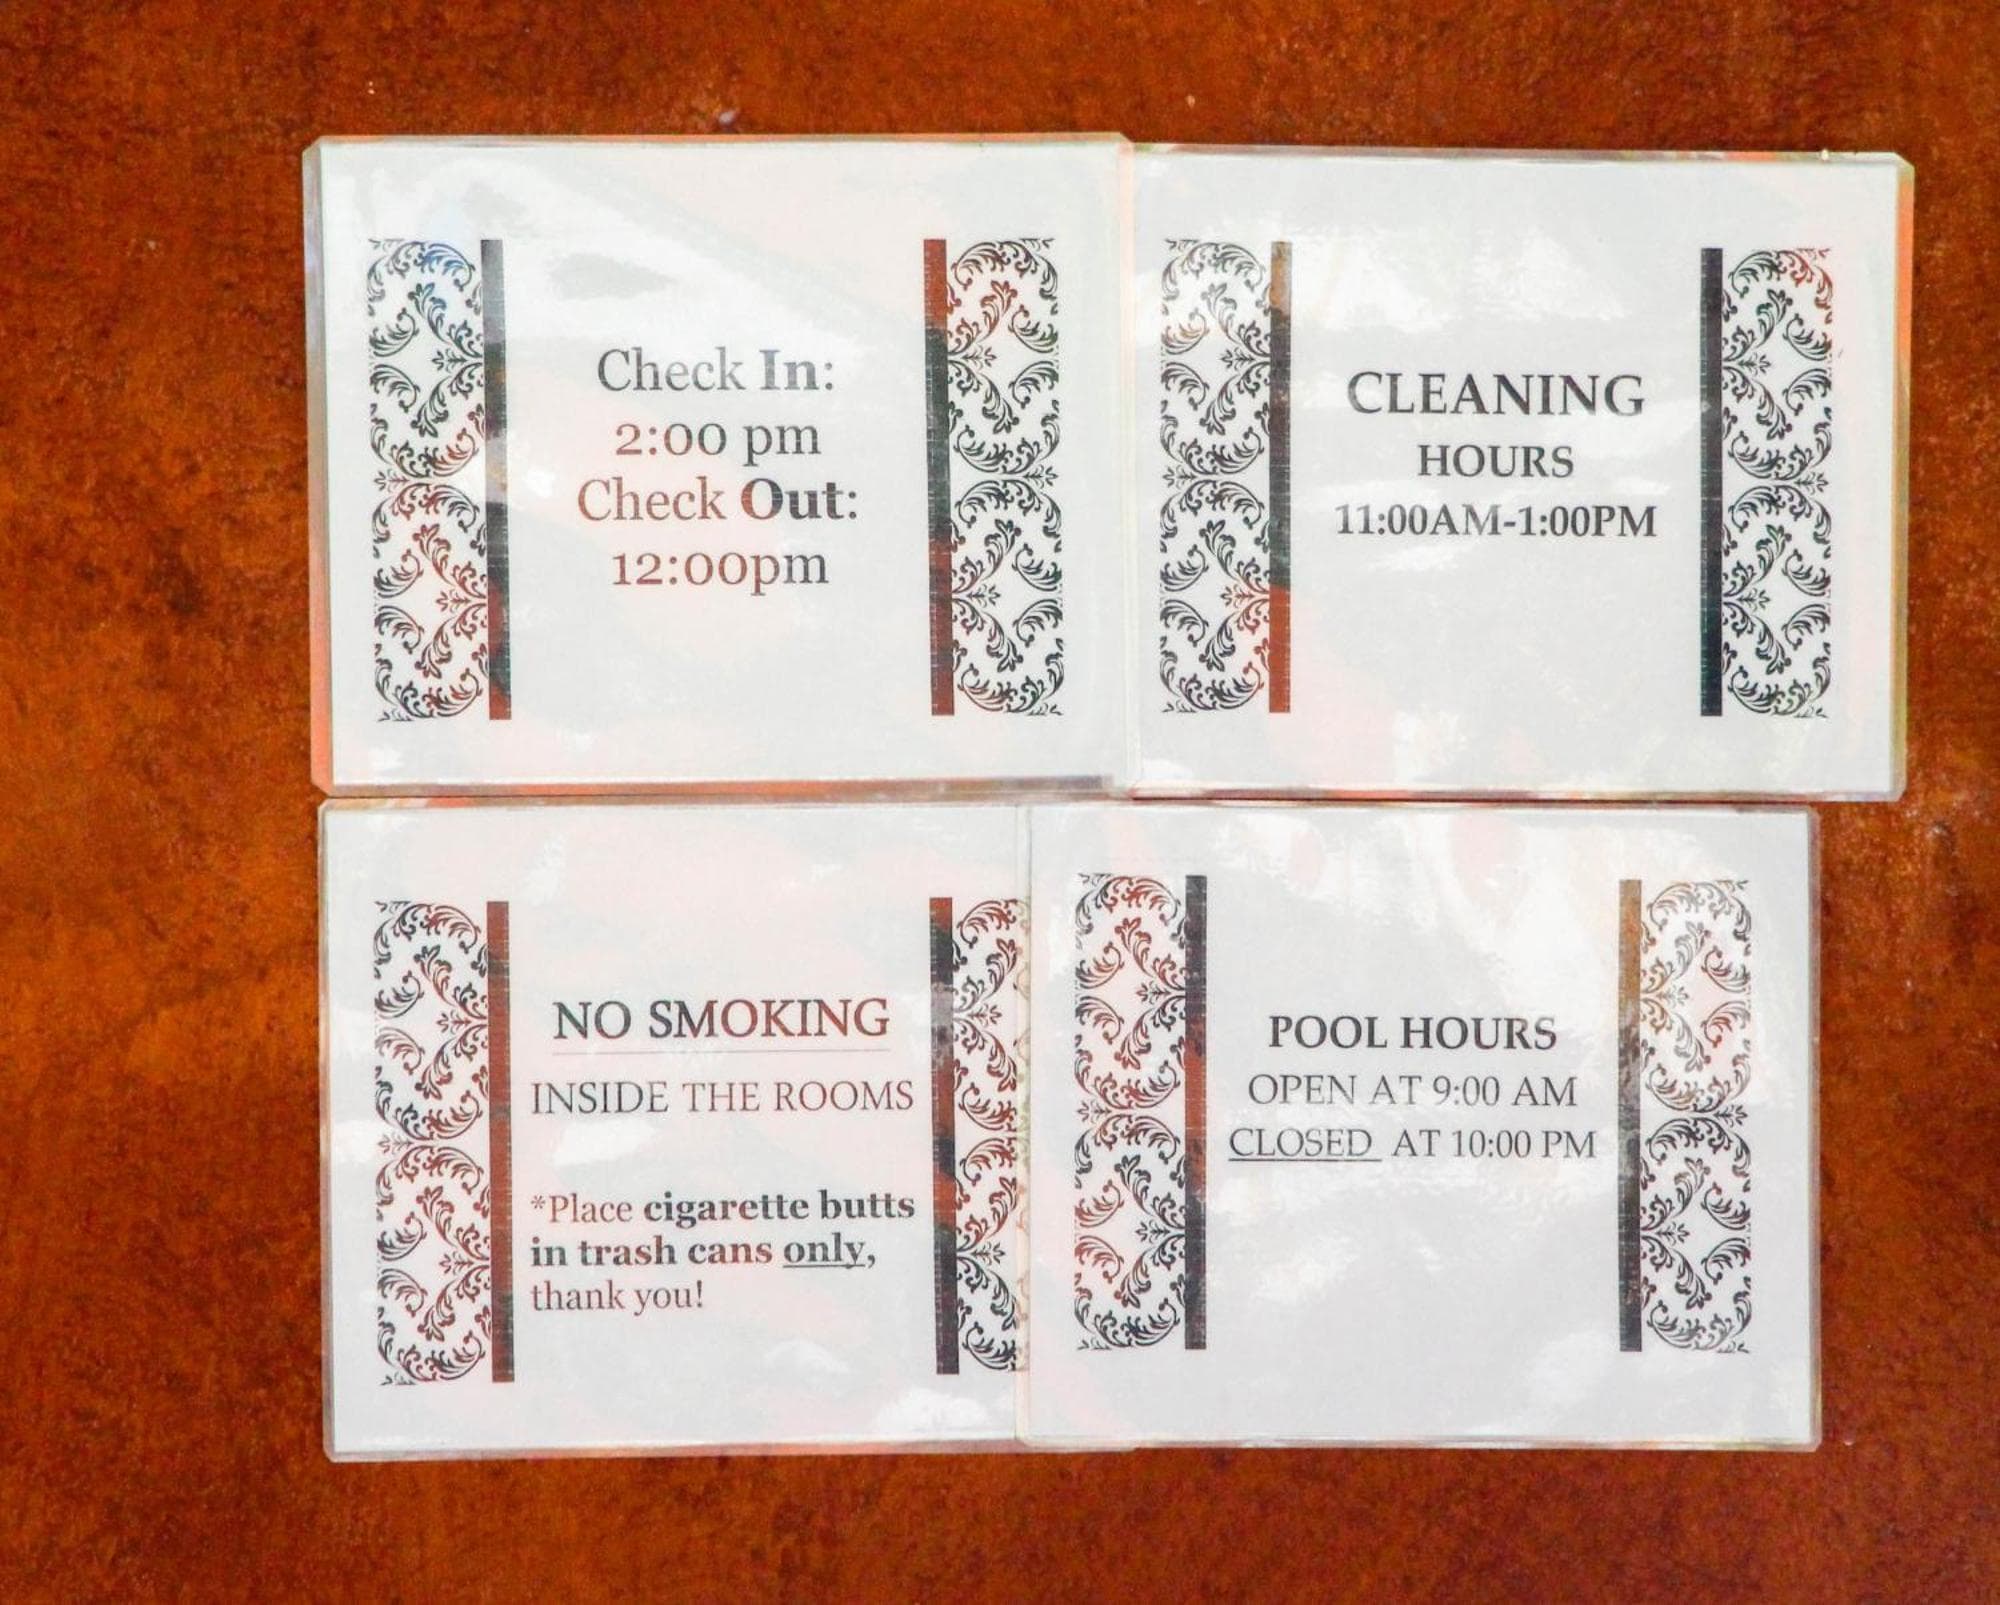 Check In:
2:00 pm
Check Out:
12:00pm
CLEANING
HOURS
11:00AM-1:00PM
NO SMOKING
INSIDE THE ROOMS
*Place cigarette butts
in trash cans only,
thank you!
POOL HOURS
OPEN AT 9:00 AM
CLOSED AT 10:00 PM